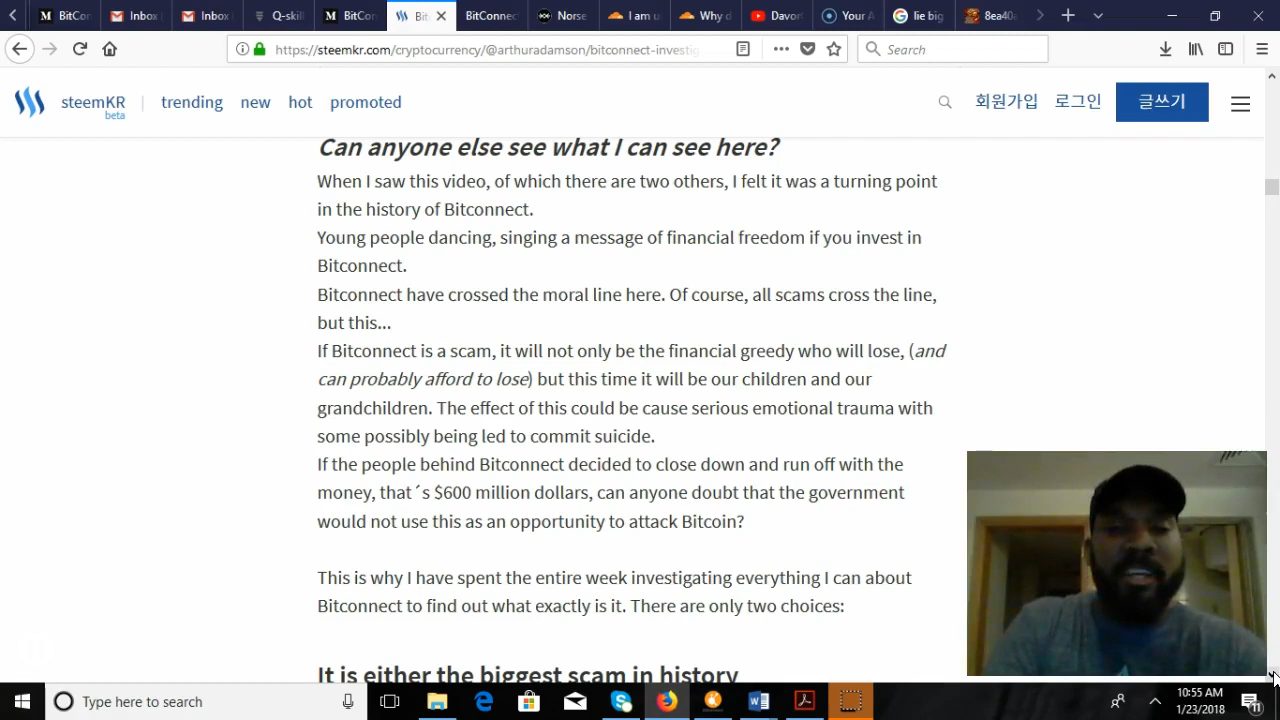 BitCon
Inbox
Inbox
Q-skill
BitCon
Bit
BitConnec
Norse
I am u
Why d
Davor
Your A
lie big
8ea40a
https://steemkr.com/cryptocurrency/@arthuradamson/bitconnect-investig
Search
steemKR
beta
trending
new
hot
promoted
회원가입
로그인
글쓰기
Can anyone else see what I can see here?
When I saw this video, of which there are two others, I felt it was a turning point
in the history of Bitconnect.
Young people dancing, singing a message of financial freedom if you invest in
Bitconnect.
Bitconnect have crossed the moral line here. Of course, all scams cross the line,
but this...
If Bitconnect is a scam, it will not only be the financial greedy who will lose, (and
can probably afford to lose) but this time it will be our children and our
grandchildren. The effect of this could be cause serious emotional trauma with
some possibly being led to commit suicide.
If the people behind Bitconnect decided to close down and run off with the
money, that´s $600 million dollars, can anyone doubt that the government
would not use this as an opportunity to attack Bitcoin?
This is why I have spent the entire week investigating everything I can about
Bitconnect to find out what exactly is it. There are only two choices:
It is either the biggest scam in history
Type here to search
10:55 AM
1/23/2018
11